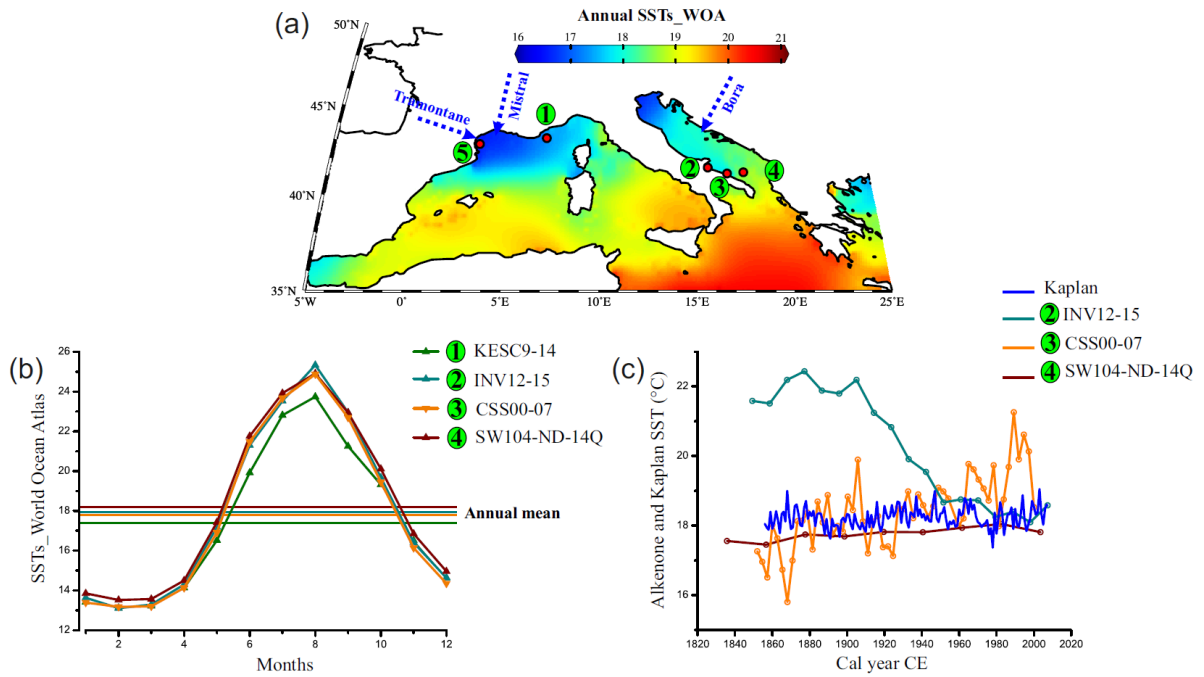 (a)
Annual SSTs_WOA
16 17 18 19 20 21
50°N
45°N
40°N
35°N
5°W 0° 5°E 10°E 15°E 20°E 25°E
Tramontane
Mistral
Bora
1
2
3
4
5
(b)
SSTs_World Ocean Atlas
26
24
22
20
18
16
14
12
2 4 6 8 10 12
Months
1 KESC9-14
2 INV12-15
3 CSS00-07
4 SW104-ND-14Q
Annual mean
(c)
Kaplan
2 INV12-15
3 CSS00-07
4 SW104-ND-14Q
Alkenone and Kaplan SST (°C)
22
20
18
16
1820 1840 1860 1880 1900 1920 1940 1960 1980 2000 2020
Cal year CE